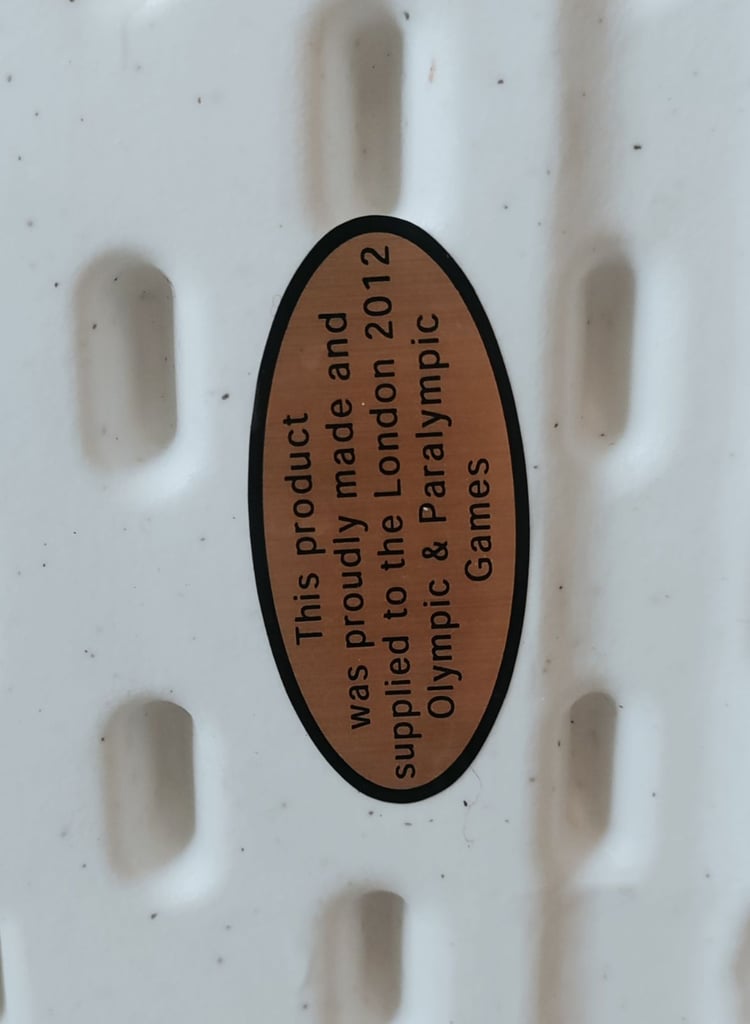 This product
was proudly made and
supplied to the London 2012
Olympic & Paralympic
Games